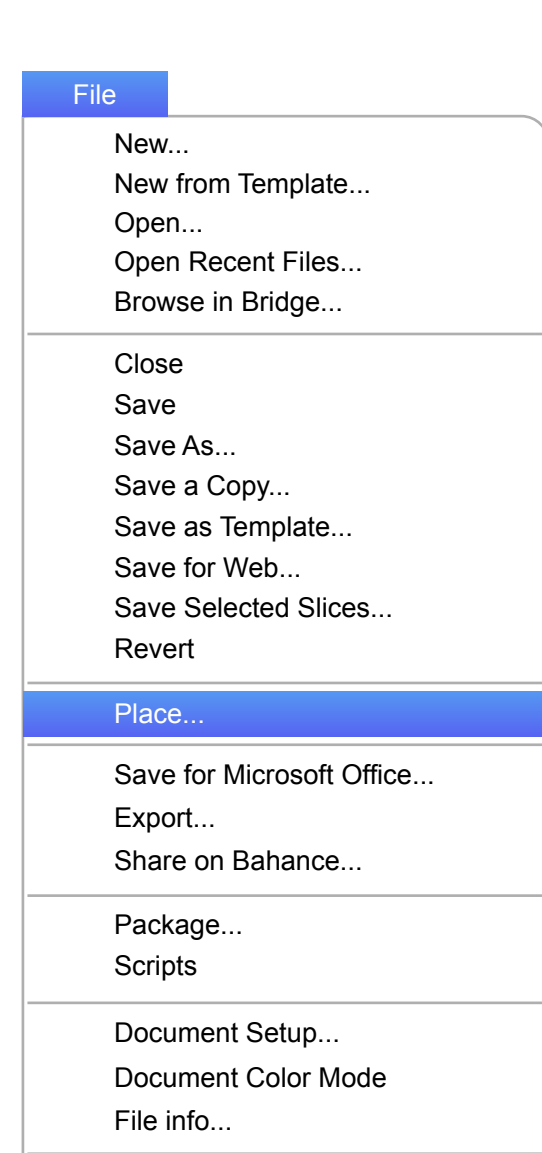 File
New...
New from Template...
Open...
Open Recent Files...
Browse in Bridge...
Close
Save
Save As...
Save a Copy...
Save as Template...
Save for Web...
Save Selected Slices...
Revert
Place...
Save for Microsoft Office...
Export...
Share on Bahance...
Package...
Scripts
Document Setup...
Document Color Mode
File info...